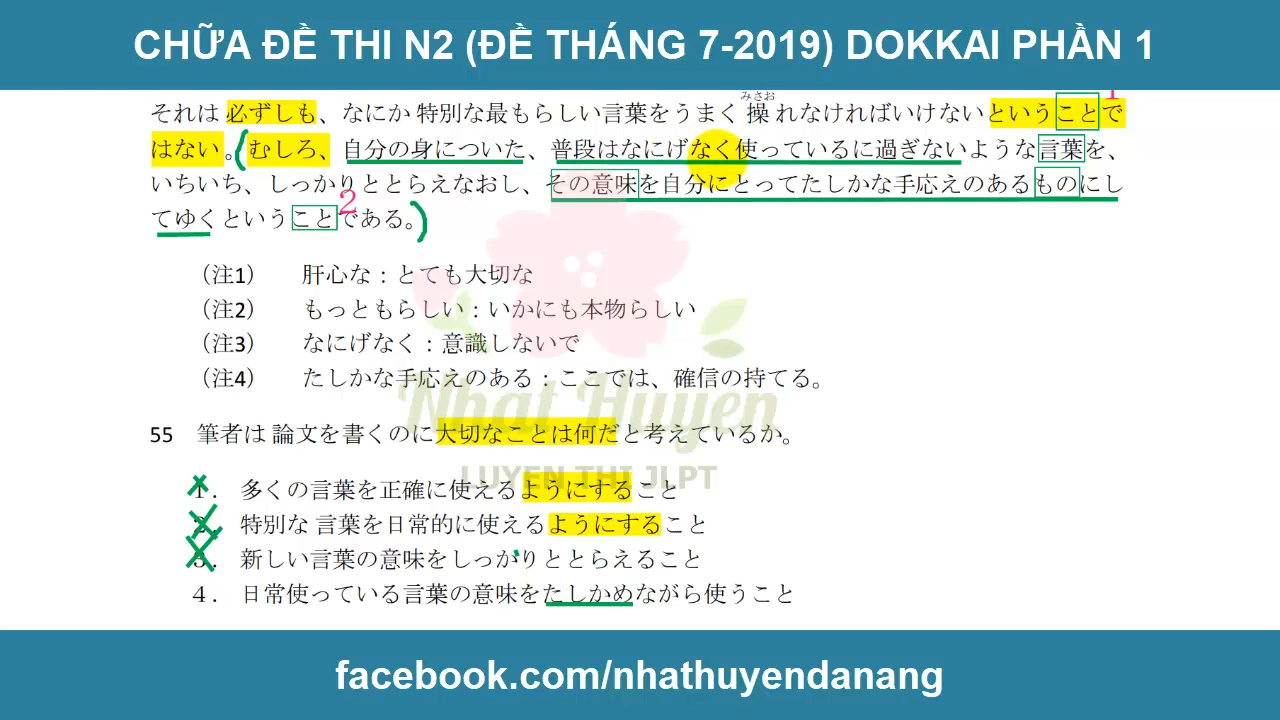 CHỮA ĐỀ THI N2 (ĐỀ THÁNG 7-2019) DOKKAI PHẦN 1
みさお
1
それは必ずしも、なにか特別な最もらしい言葉をうまく操れなければいけないということで
はない。(むしろ、自分の身についた、普段はなにげなく使っているに過ぎないような言葉を、
いちいち、しっかりととらえなおし、その意味を自分にとってたしかな手応えのあるものにし
2
てゆくということである。)
（注1） 肝心な：とても大切な
（注2） もっともらしい：いかにも本物らしい
（注3） なにげなく：意識しないで
（注4） たしかな手応えのある：ここでは、確信の持てる。
Nhat Huyen
LUYEN THI JLPT
55 筆者は 論文を書くのに大切なことは何だと考えているか。
1． 多くの言葉を正確に使えるようにすること
2． 特別な 言葉を日常的に使えるようにすること
3． 新しい言葉の意味をしっかりととらえること
4． 日常使っている言葉の意味をたしかめながら使うこと
facebook.com/nhathuyendanang